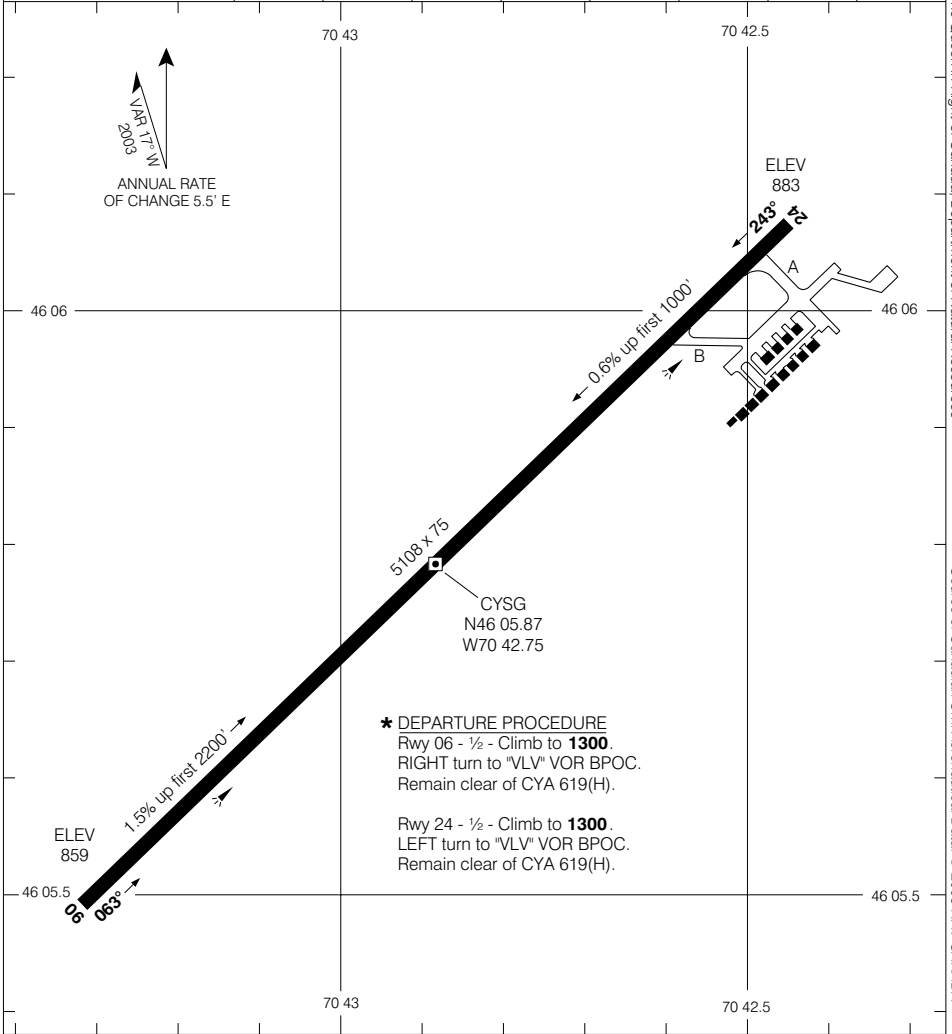 70 43
70 42.5
VAR 17° W
2003
ANNUAL RATE
OF CHANGE 5.5' E
ELEV
883
24
243°
A
46 06
46 06
0.6% up first 1000'
B
5108 x 75
CYSG
N46 05.87
W70 42.75
* DEPARTURE PROCEDURE
Rwy 06 - ½ - Climb to 1300.
RIGHT turn to "VLV" VOR BPOC.
Remain clear of CYA 619(H).
Rwy 24 - ½ - Climb to 1300.
LEFT turn to "VLV" VOR BPOC.
Remain clear of CYA 619(H).
1.5% up first 2200'
ELEV
859
46 05.5
46 05.5
06
063°
70 43
70 42.5